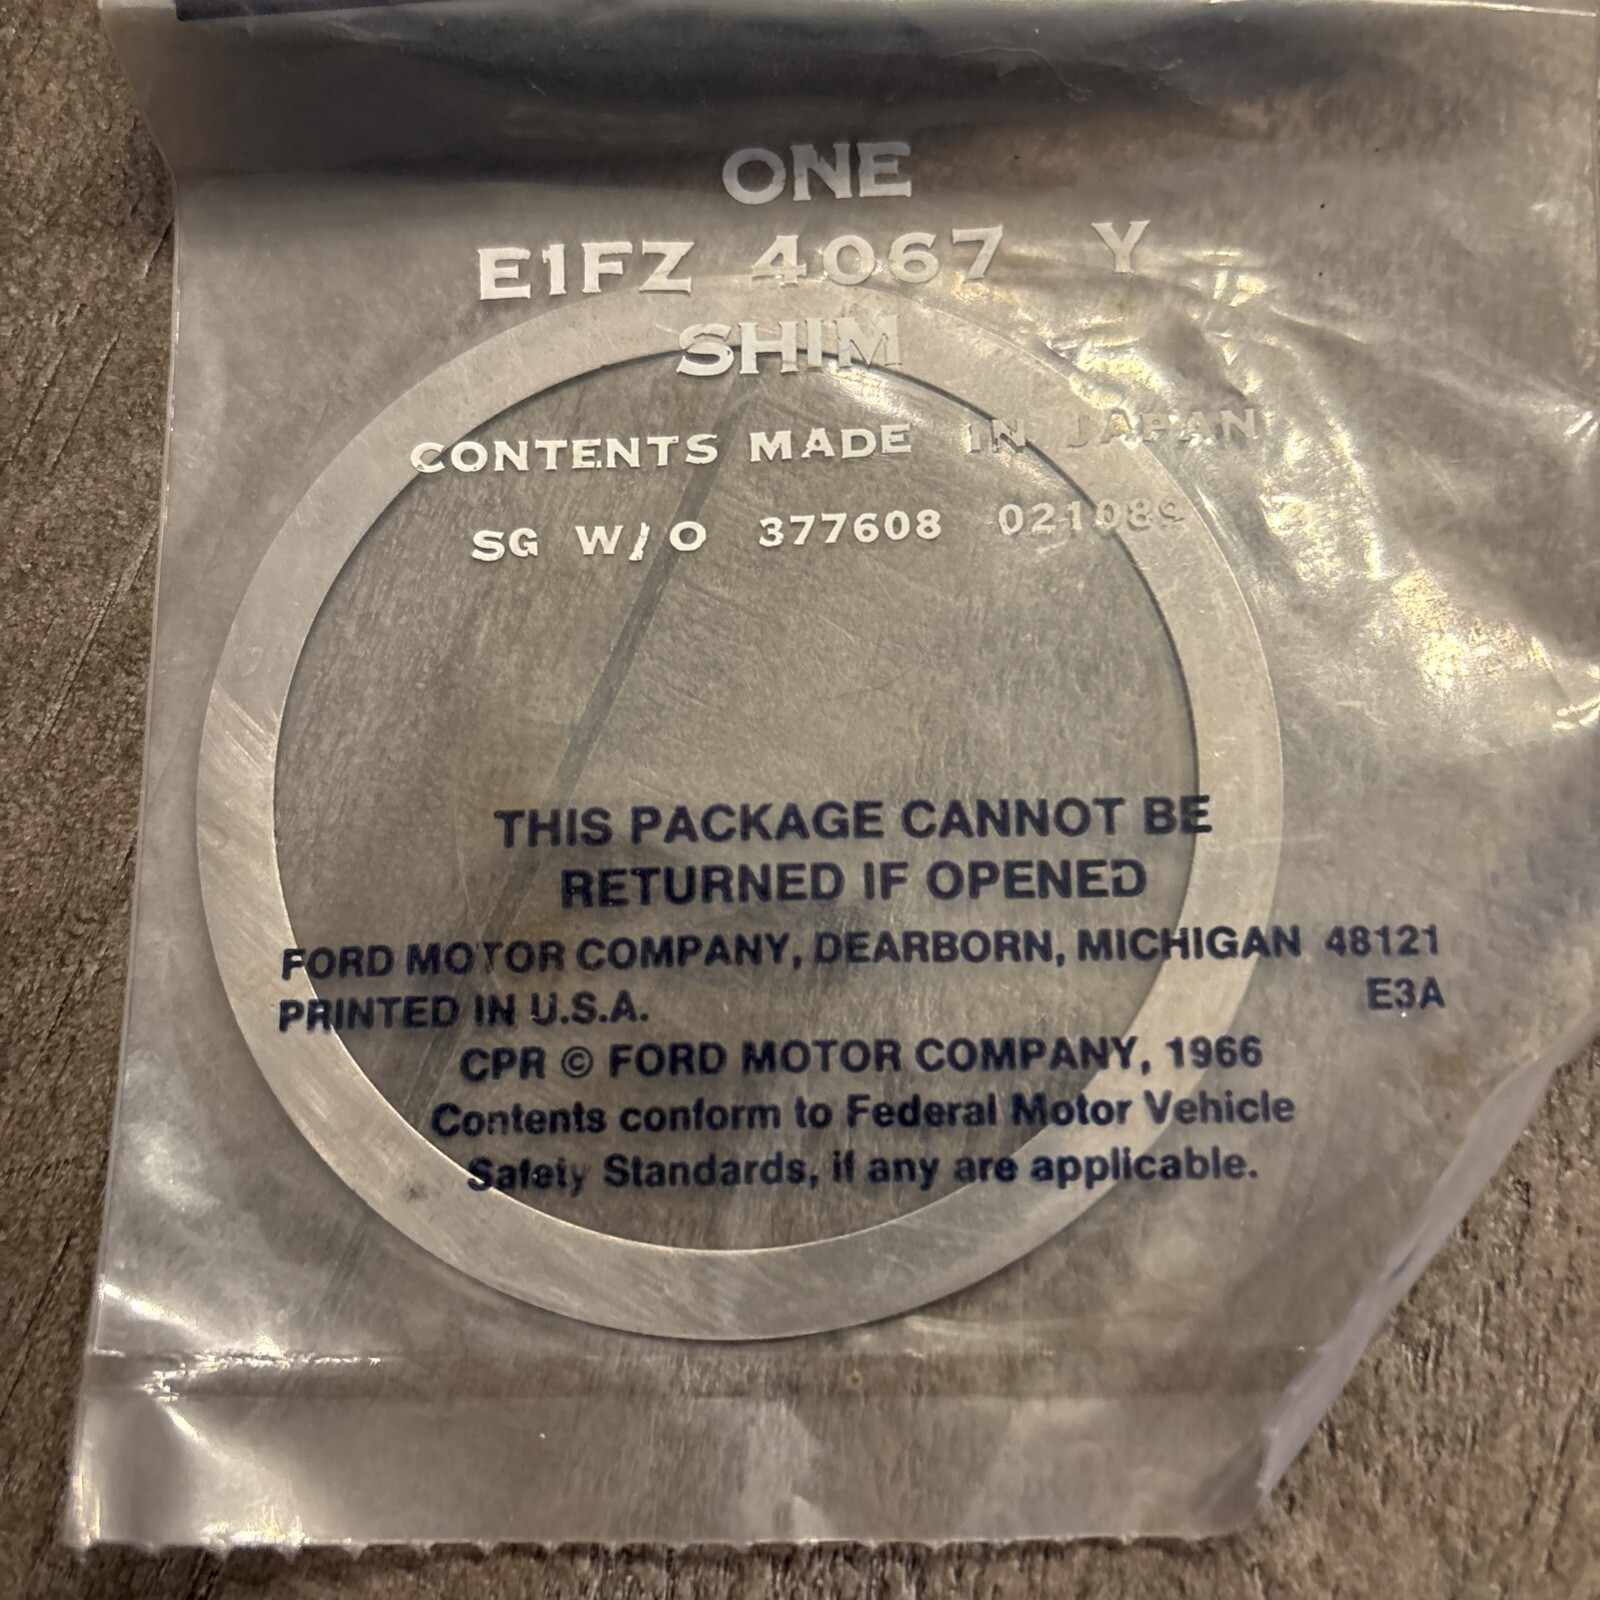 ONE
E1FZ 4067 Y
SHIM
CONTENTS MADE IN JAPAN
SG W/O 377608 021089
THIS PACKAGE CANNOT BE
RETURNED IF OPENED
FORD MOTOR COMPANY, DEARBORN, MICHIGAN 48121
PRINTED IN U.S.A. E3A
CPR © FORD MOTOR COMPANY, 1966
Contents conform to Federal Motor Vehicle
Safety Standards, if any are applicable.